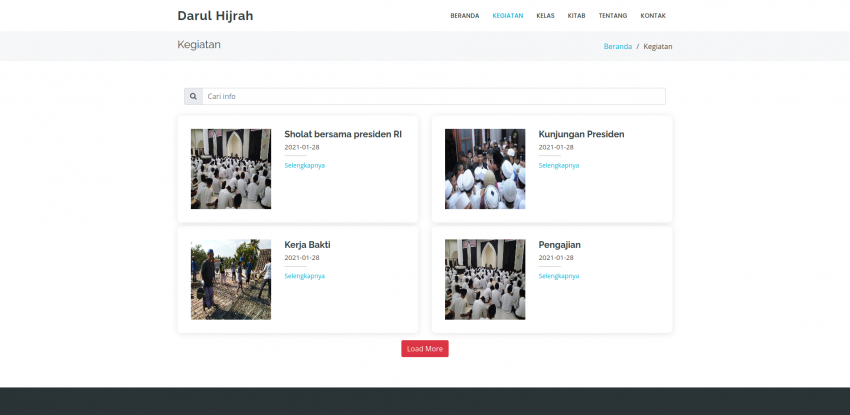 Darul Hijrah
BERANDA KEGIATAN KELAS KITAB TENTANG KONTAK
Kegiatan
Beranda / Kegiatan
Cari info
Sholat bersama presiden RI
2021-01-28
Selengkapnya
Kunjungan Presiden
2021-01-28
Selengkapnya
Kerja Bakti
2021-01-28
Selengkapnya
Pengajian
2021-01-28
Selengkapnya
Load More